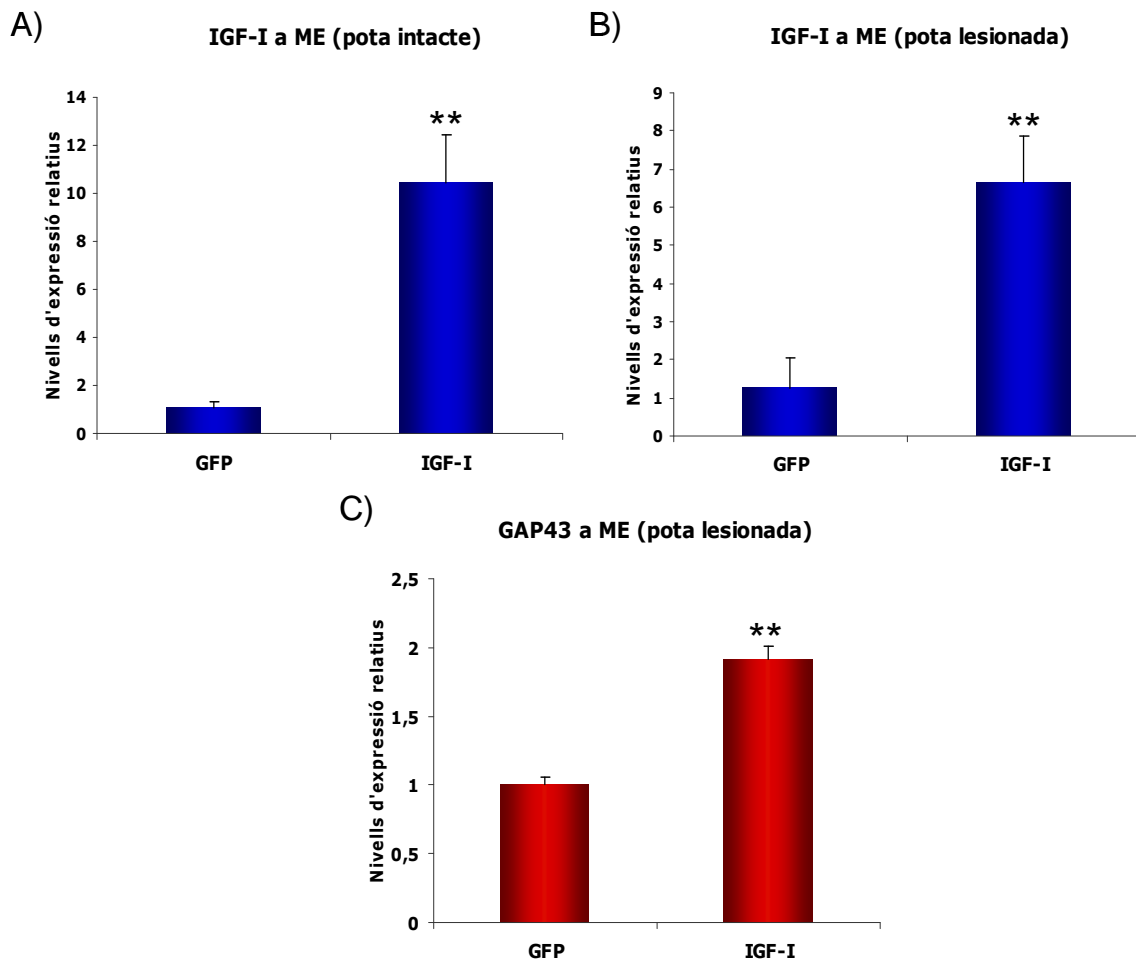 A)
IGF-I a ME (pota intacte)
Nivells d'expressió relatius
14
12
10
8
6
4
2
0
**
GFP
IGF-I
B)
IGF-I a ME (pota lesionada)
Nivells d'expressió relatius
9
8
7
6
5
4
3
2
1
0
**
GFP
IGF-I
C)
GAP43 a ME (pota lesionada)
Nivells d'expressió relatius
2,5
2
1,5
1
0,5
0
**
GFP
IGF-I